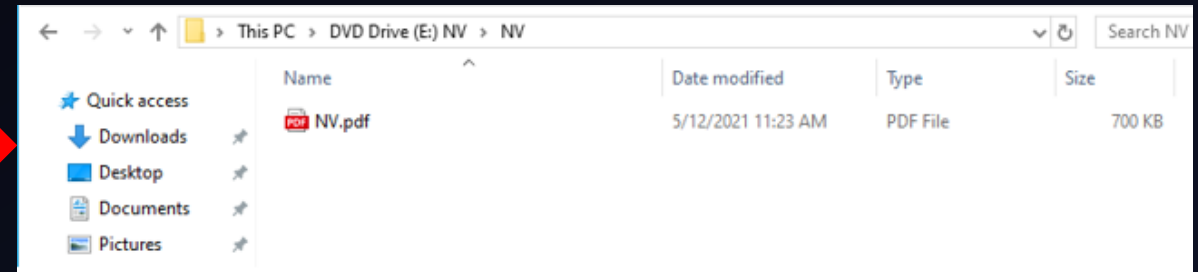 This PC > DVD Drive (E:) NV > NV
Search NV
Name Date modified Type Size
Quick access
PDF NV.pdf 5/12/2021 11:23 AM PDF File 700 KB
Downloads
Desktop
Documents
Pictures